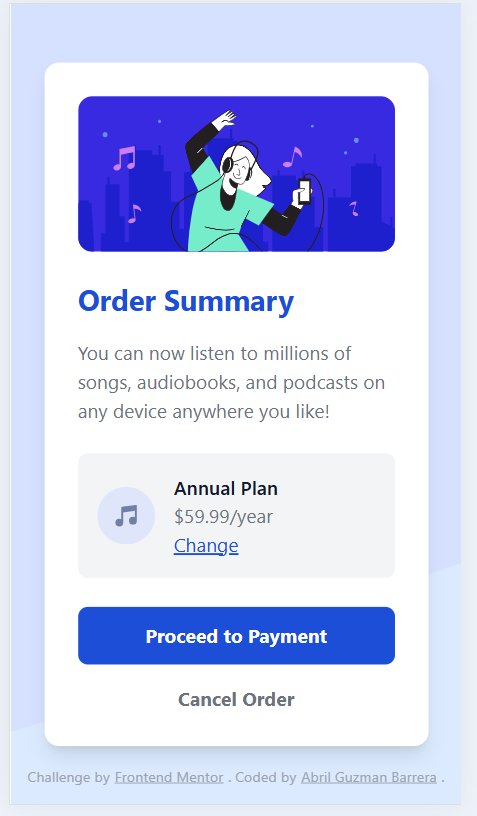 Order Summary
You can now listen to millions of
songs, audiobooks, and podcasts on
any device anywhere you like!
Annual Plan
$59.99/year
Change
Proceed to Payment
Cancel Order
Challenge by Frontend Mentor . Coded by Abril Guzman Barrera .